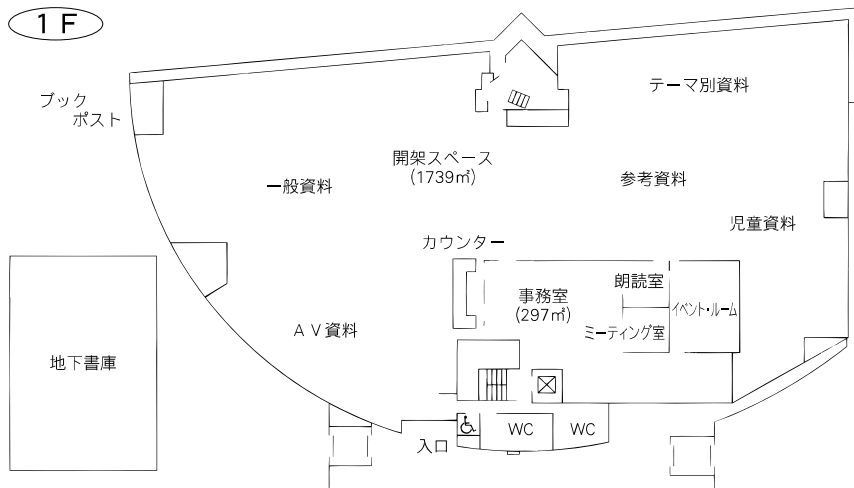 1F
テーマ別資料
ブック
ポスト
開架スペース
(1739㎡)
一般資料
参考資料
児童資料
カウンター
朗読室
事務室
(297㎡)
イベント・ルーム
ミーティング室
AV資料
地下書庫
WC
WC
入口